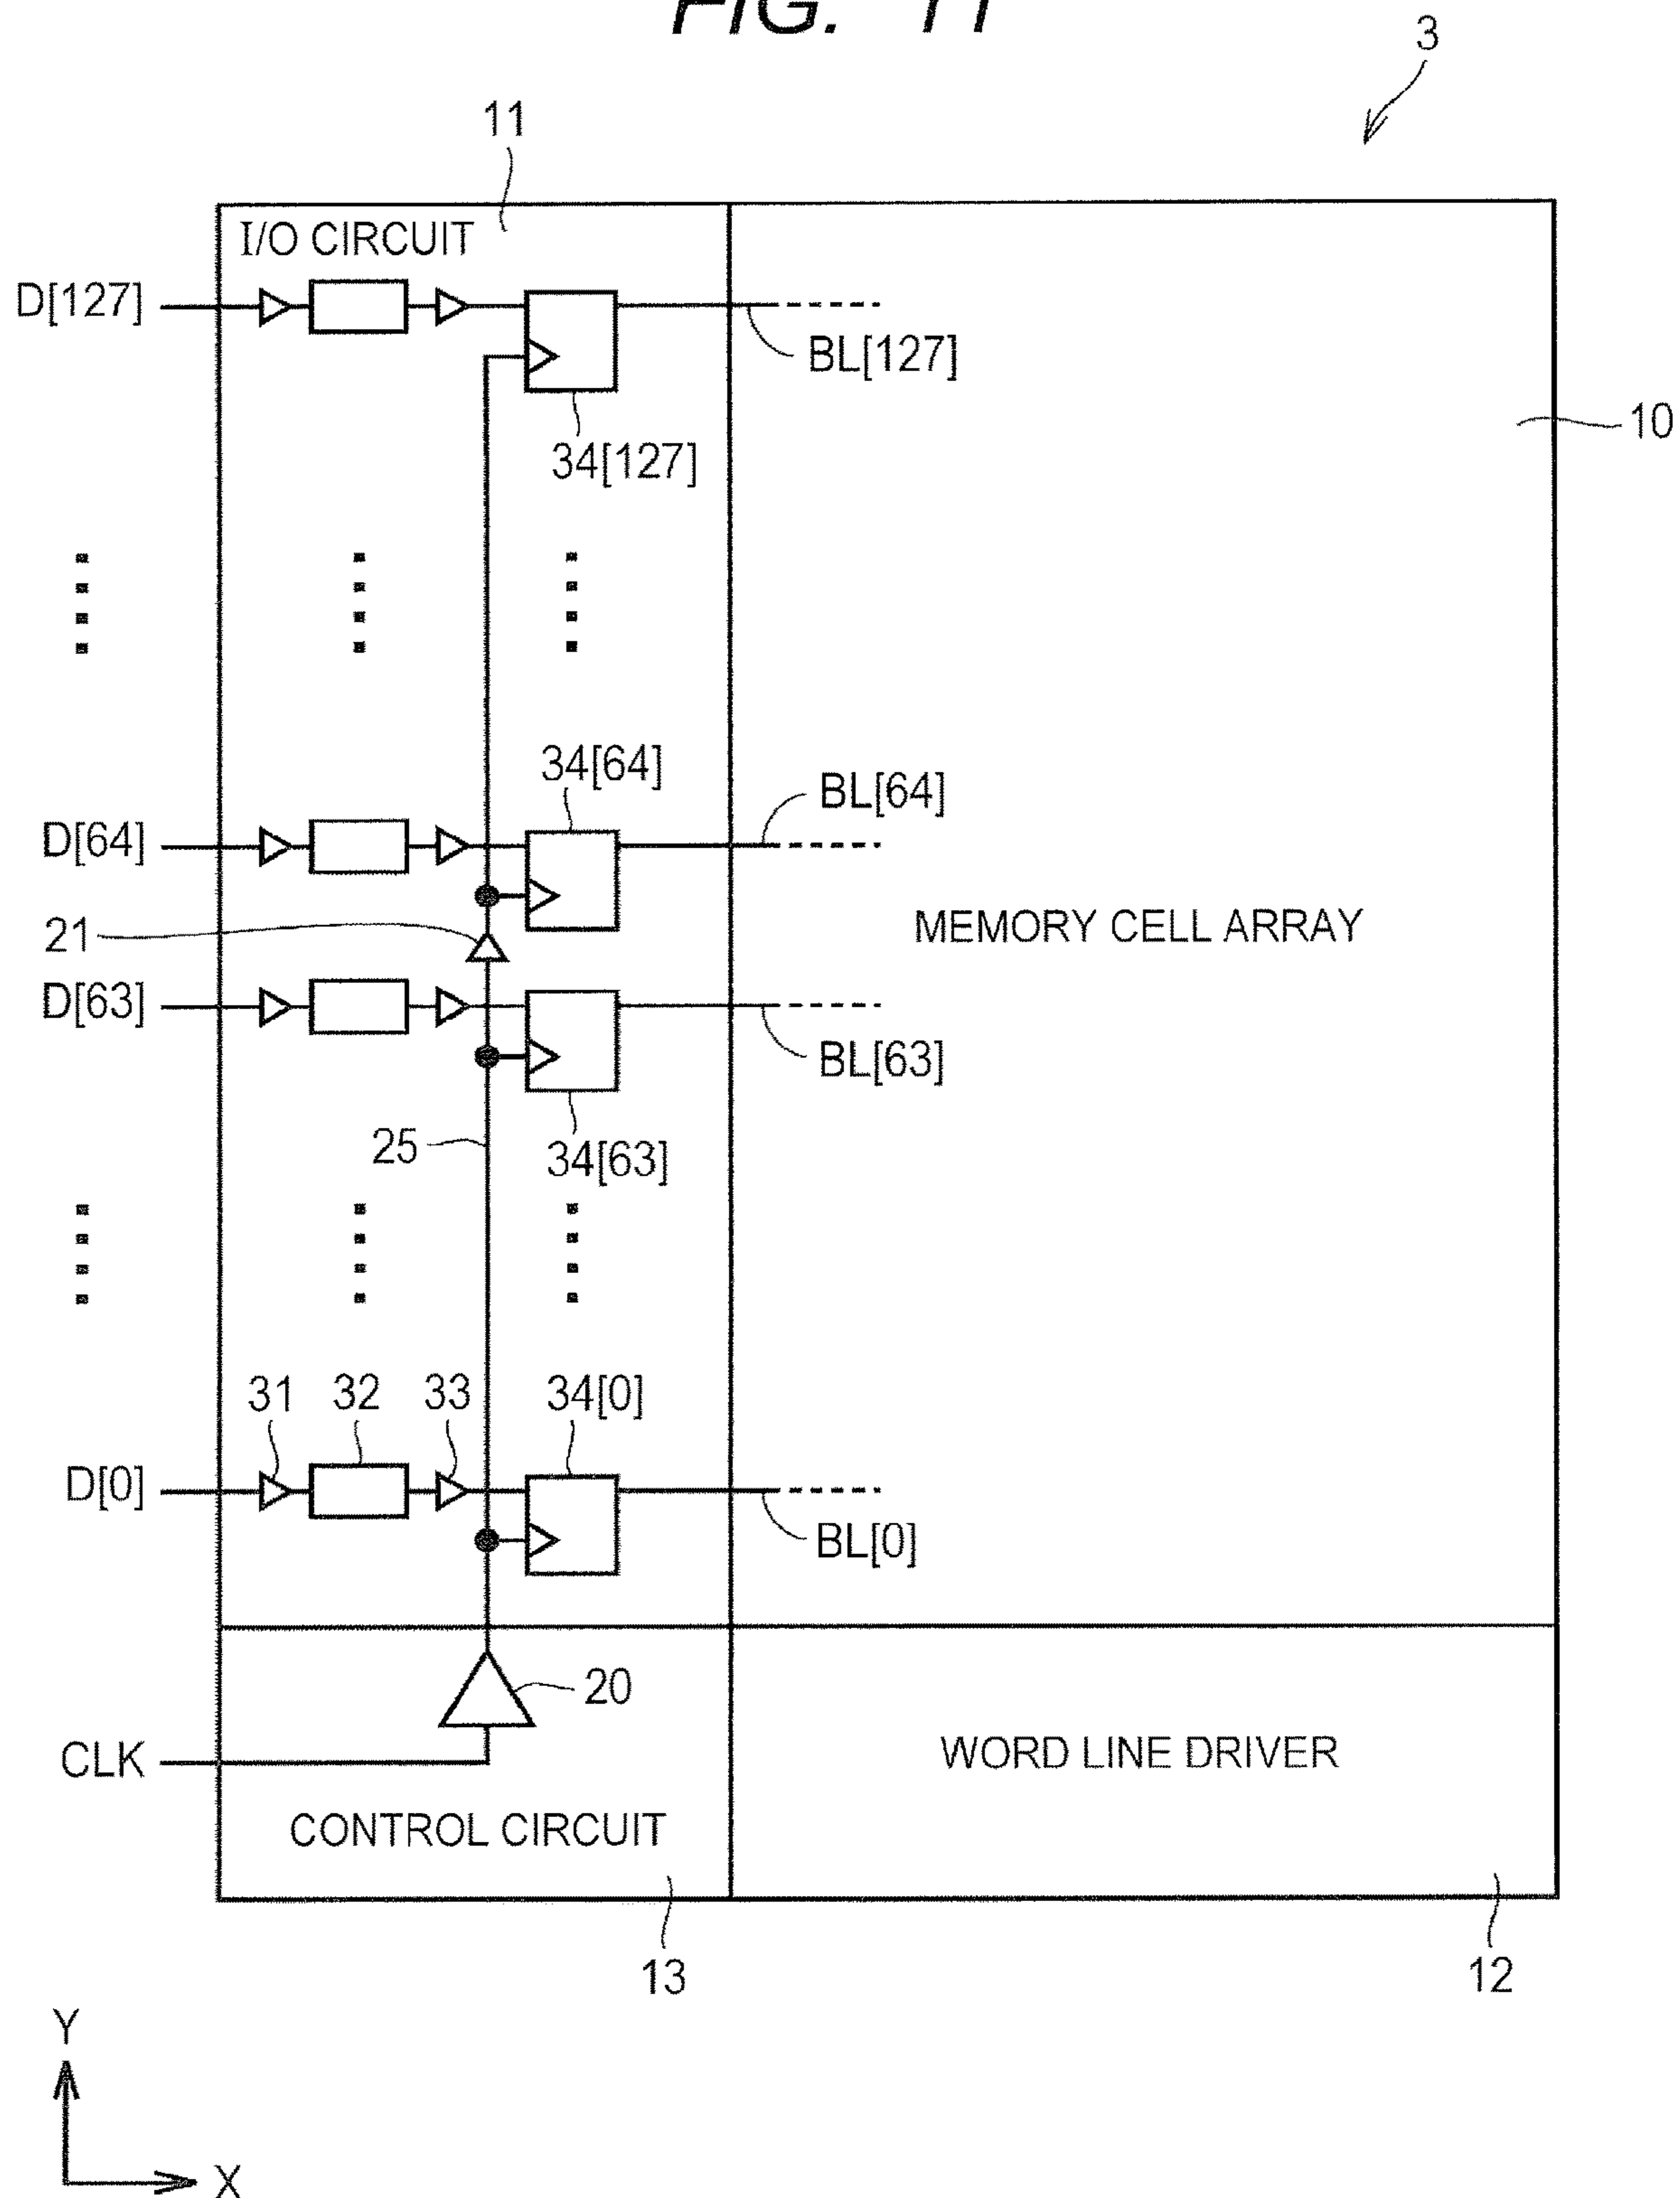 FIG. 11
3
11
I/O CIRCUIT
D[127]
BL[127]
10
34[127]
34[64]
BL[64]
D[64]
21
MEMORY CELL ARRAY
D[63]
BL[63]
25
34[63]
31 32 33 34[0]
D[0]
BL[0]
20
CLK
WORD LINE DRIVER
CONTROL CIRCUIT
13
12
Y
X